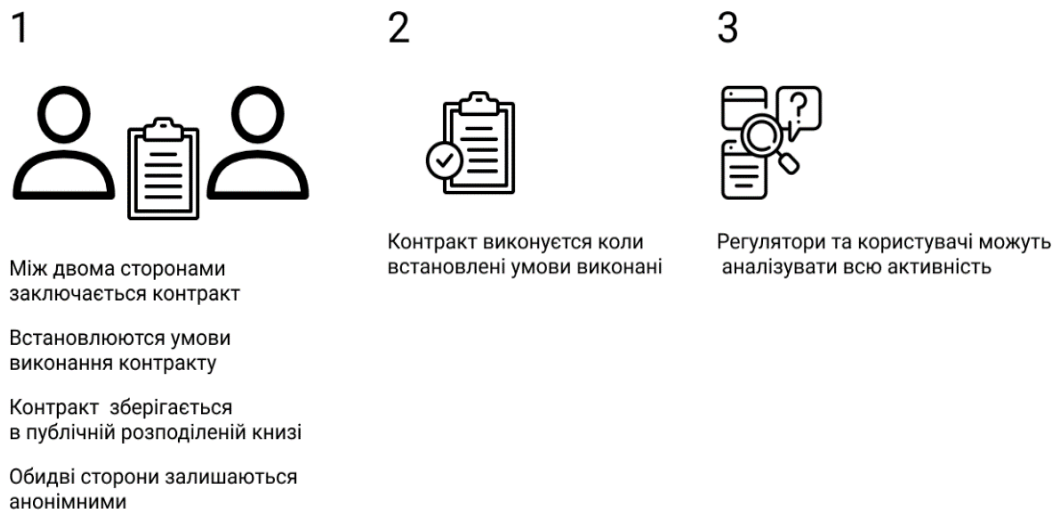 1
Між двома сторонами
заключається контракт
Встановлюютcя умови
виконання контракту
Контракт зберігається
в публічній розподіленій книзі
Обидві сторони залишаються
анонімними
2
Контракт виконуєтся коли
встановлені умови виконані
3
Регулятори та користувачі можуть
аналізувати всю активність